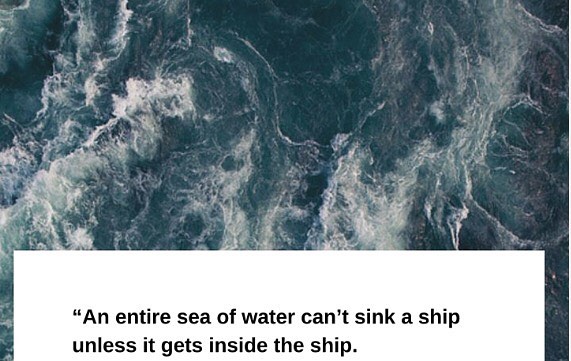 “An entire sea of water can’t sink a ship
unless it gets inside the ship.